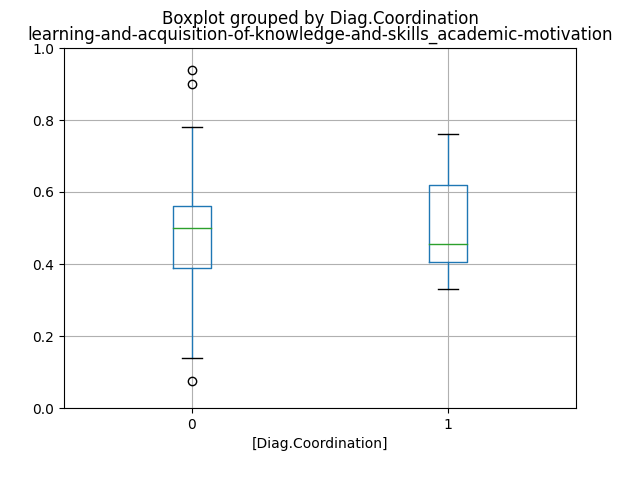 Boxplot grouped by Diag.Coordination
learning-and-acquisition-of-knowledge-and-skills_academic-motivation
1.0
0.8
0.6
0.4
0.2
0.0
0 1
[Diag.Coordination]